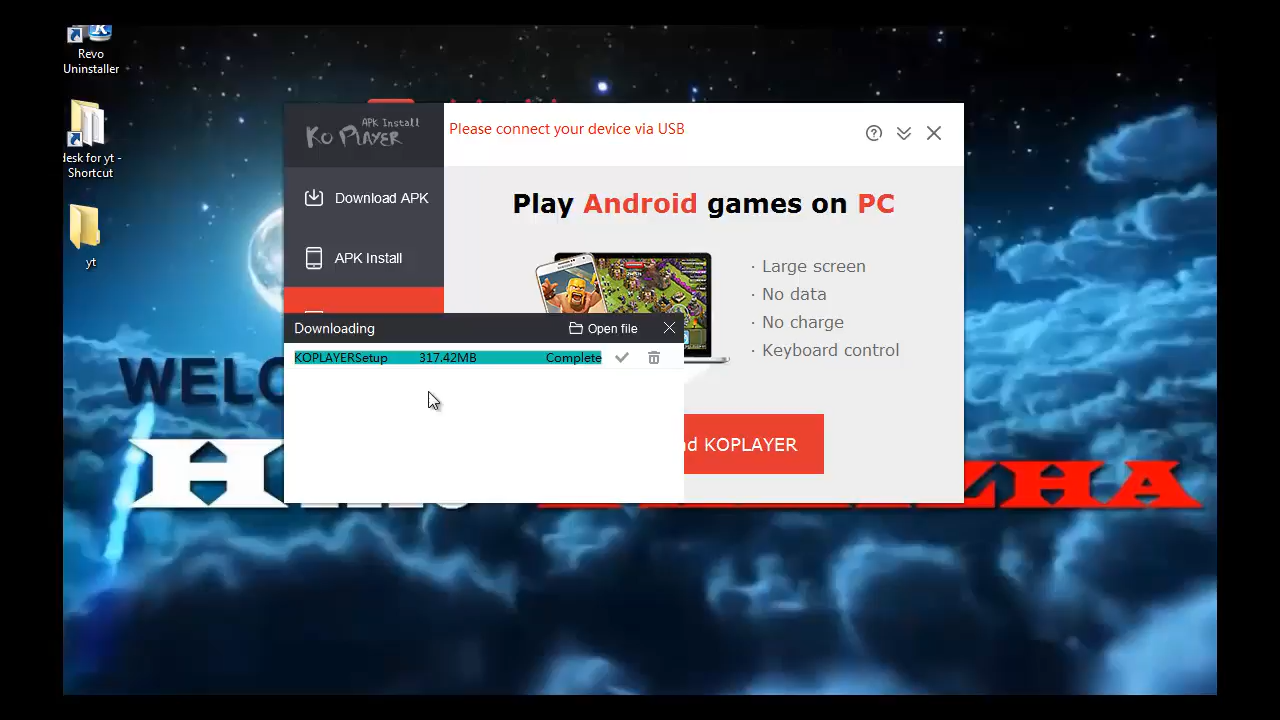 Revo
Uninstaller
desk for yt -
Shortcut
yt
APK Install
KO PLAYER
Please connect your device via USB
Download APK
APK Install
Play Android games on PC
· Large screen
· No data
· No charge
· Keyboard control
Downloading
Open file
KOPLAYERSetup 317.42MB Complete
KOPLAYER